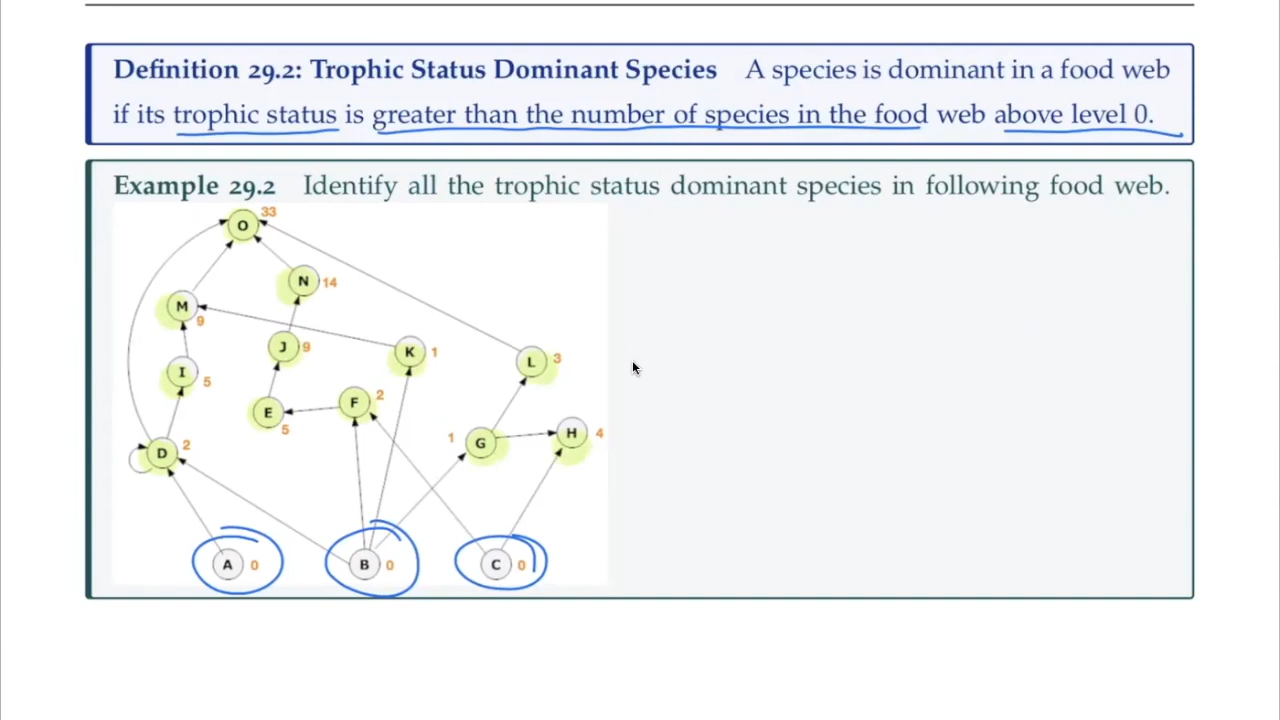 Definition 29.2: Trophic Status Dominant Species A species is dominant in a food web
if its trophic status is greater than the number of species in the food web above level 0.
Example 29.2 Identify all the trophic status dominant species in following food web.
O 33
N 14
M 9
J 9
K 1
L 3
I 5
E 5
F 2
G 1
H 4
D 2
A 0
B 0
C 0